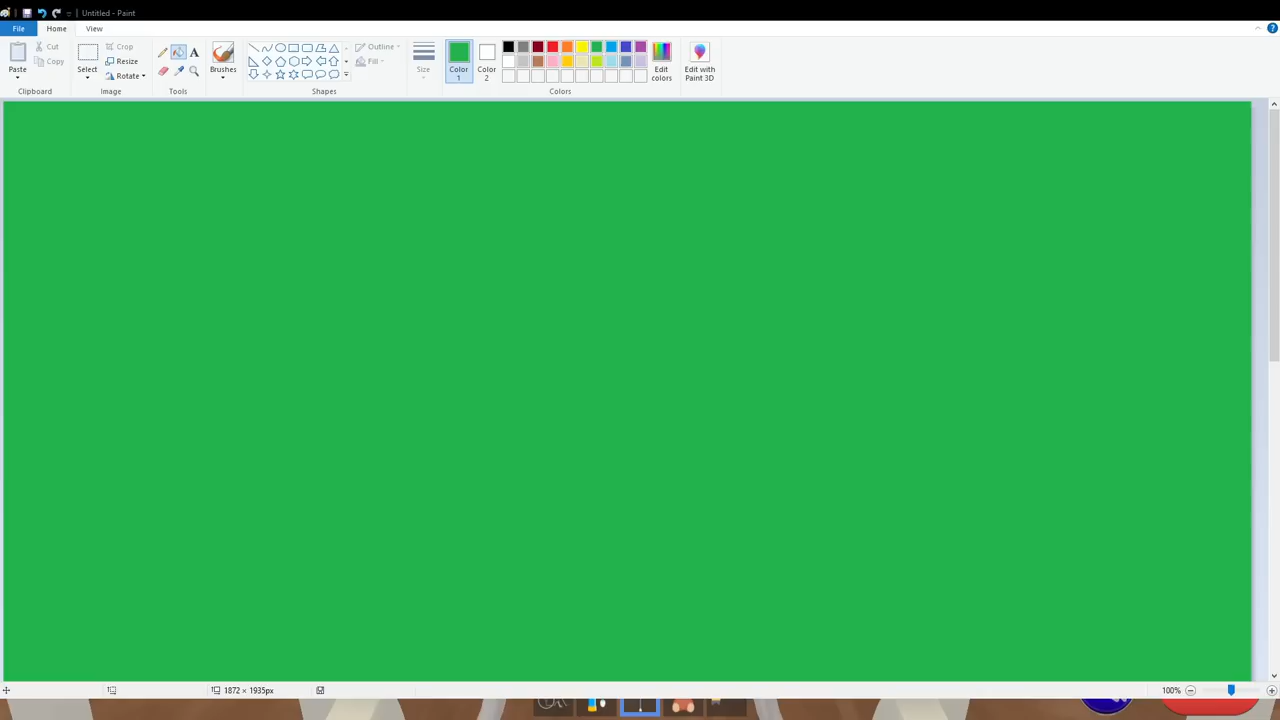 Untitled - Paint
File Home View
Cut
Copy
Paste
Clipboard
Crop
Resize
Rotate
Select
Image
Tools
Brushes
Outline
Fill
Shapes
Size
Color 1
Color 2
Edit colors
Colors
Edit with Paint 3D
1872 × 1935px
100%